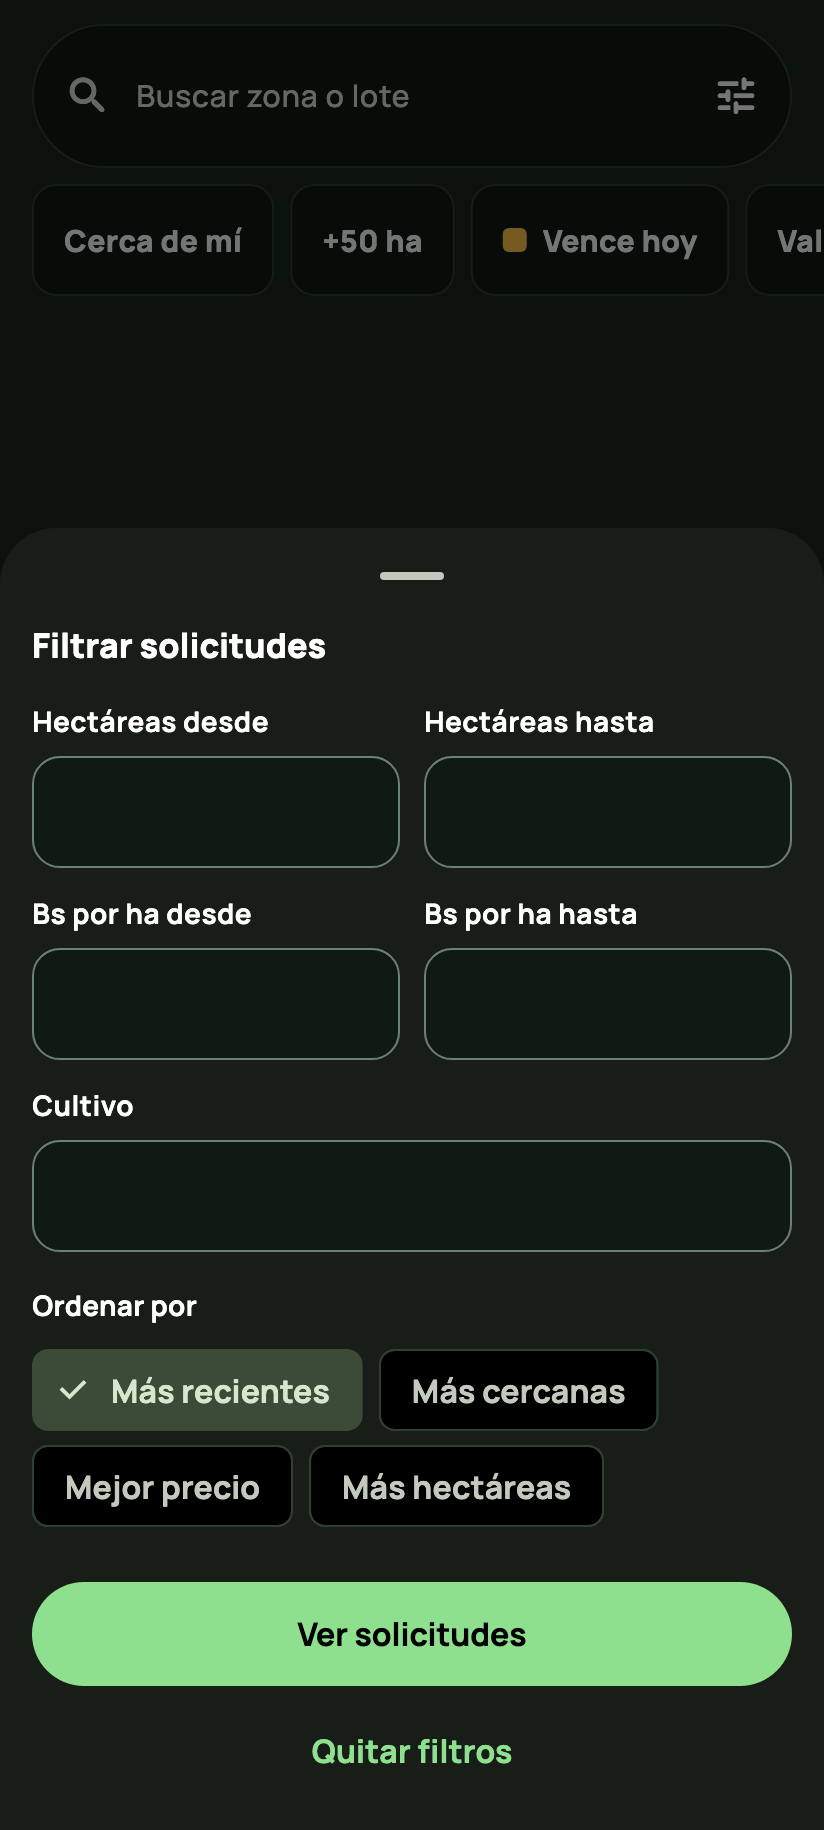 Buscar zona o lote
Cerca de mí
+50 ha
Vence hoy
Val
Filtrar solicitudes
Hectáreas desde
Hectáreas hasta
Bs por ha desde
Bs por ha hasta
Cultivo
Ordenar por
Más recientes
Más cercanas
Mejor precio
Más hectáreas
Ver solicitudes
Quitar filtros